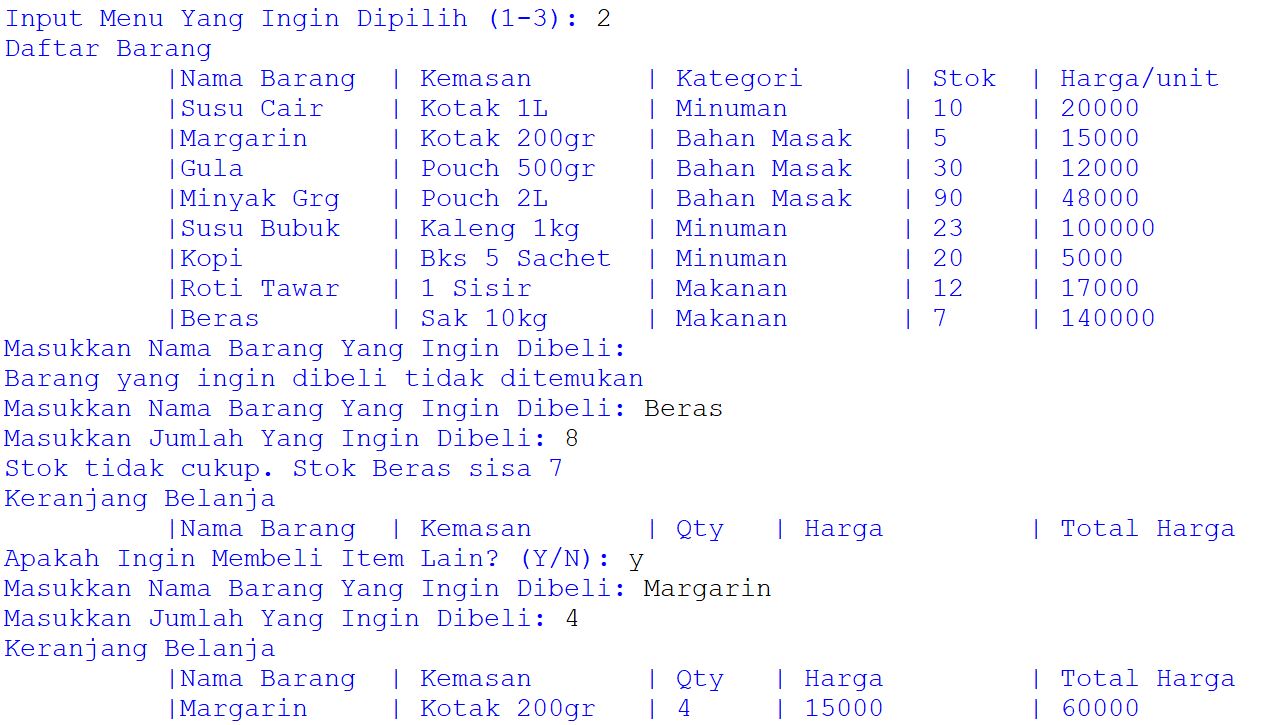 Input Menu Yang Ingin Dipilih (1-3): 2
Daftar Barang
|Nama Barang | Kemasan | Kategori | Stok | Harga/unit
|Susu Cair | Kotak 1L | Minuman | 10 | 20000
|Margarin | Kotak 200gr | Bahan Masak | 5 | 15000
|Gula | Pouch 500gr | Bahan Masak | 30 | 12000
|Minyak Grg | Pouch 2L | Bahan Masak | 90 | 48000
|Susu Bubuk | Kaleng 1kg | Minuman | 23 | 100000
|Kopi | Bks 5 Sachet | Minuman | 20 | 5000
|Roti Tawar | 1 Sisir | Makanan | 12 | 17000
|Beras | Sak 10kg | Makanan | 7 | 140000
Masukkan Nama Barang Yang Ingin Dibeli:
Barang yang ingin dibeli tidak ditemukan
Masukkan Nama Barang Yang Ingin Dibeli: Beras
Masukkan Jumlah Yang Ingin Dibeli: 8
Stok tidak cukup. Stok Beras sisa 7
Keranjang Belanja
|Nama Barang | Kemasan | Qty | Harga | Total Harga
Apakah Ingin Membeli Item Lain? (Y/N): y
Masukkan Nama Barang Yang Ingin Dibeli: Margarin
Masukkan Jumlah Yang Ingin Dibeli: 4
Keranjang Belanja
|Nama Barang | Kemasan | Qty | Harga | Total Harga
|Margarin | Kotak 200gr | 4 | 15000 | 60000